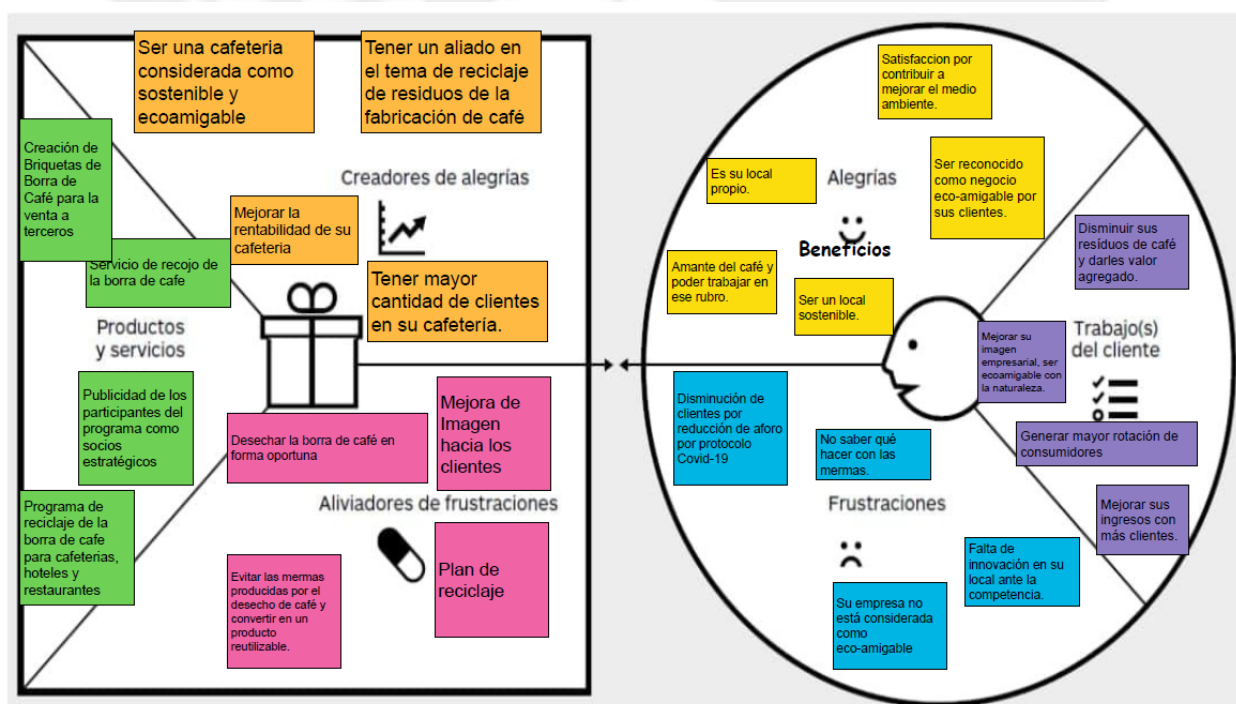 Ser una cafeteria
considerada como
sostenible y
ecoamigable
Tener un aliado en
el tema de reciclaje
de residuos de la
fabricación de café
Creación de
Briquetas de
Borra de
Café para la
venta a
terceros
Creadores de alegrías
Mejorar la
rentabilidad de su
cafeteria
Servicio de recojo de
la borra de cafe
Tener mayor
cantidad de clientes
en su cafetería.
Productos
y servicios
Publicidad de los
participantes del
programa como
socios
estratégicos
Desechar la borra de café en
forma oportuna
Mejora de
Imagen
hacia los
clientes
Programa de
reciclaje de la
borra de cafe
para cafeterias,
hoteles y
restaurantes
Aliviadores de frustraciones
Evitar las mermas
producidas por el
desecho de café y
convertir en un
producto
reutilizable.
Plan de
reciclaje
Satisfaccion por
contribuir a
mejorar el medio
ambiente.
Es su local
propio.
Alegrías
Ser reconocido
como negocio
eco-amigable por
sus clientes.
Beneficios
Amante del café y
poder trabajar en
ese rubro.
Ser un local
sostenible.
Disminuir sus
resíduos de café
y darles valor
agregado.
Mejorar su
imagen
empresarial, ser
ecoamigable con
la naturaleza.
Trabajo(s)
del cliente
Generar mayor rotación de
consumidores
Mejorar sus
ingresos con
más clientes.
Disminución de
clientes por
reducción de aforo
por protocolo
Covid-19
No saber qué
hacer con las
mermas.
Frustraciones
Falta de
innovación en su
local ante la
competencia.
Su empresa no
está considerada
como
eco-amigable